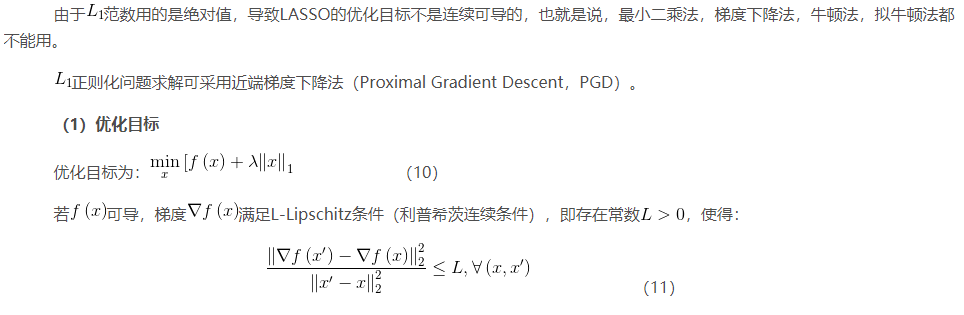 由于$L_1$范数用的是绝对值，导致LASSO的优化目标不是连续可导的，也就是说，最小二乘法，梯度下降法，牛顿法，拟牛顿法都
不能用。
$L_1$正则化问题求解可采用近端梯度下降法（Proximal Gradient Descent，PGD）。
（1）优化目标
优化目标为：$\min_x [f(x) + \lambda \|x\|_1$ （10）
若$f(x)$可导，梯度$\nabla f(x)$满足L-Lipschitz条件（利普希茨连续条件），即存在常数$L > 0$，使得：
$\frac{\|\nabla f(x') - \nabla f(x)\|_2^2}{\|x' - x\|_2^2} \leq L, \forall (x, x')$ （11）